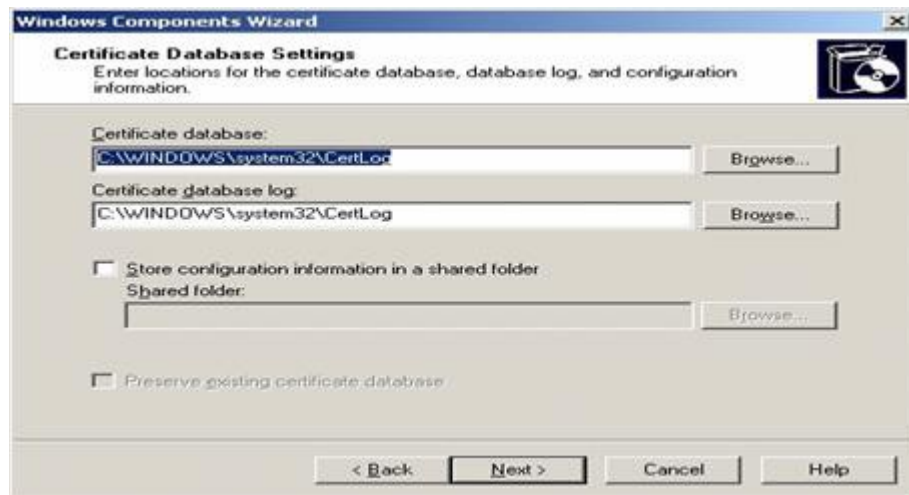 Windows Components Wizard
Certificate Database Settings
Enter locations for the certificate database, database log, and configuration
information.
Certificate database:
C:\WINDOWS\system32\CertLog
Browse...
Certificate database log:
C:\WINDOWS\system32\CertLog
Browse...
Store configuration information in a shared folder
Shared folder:
Browse...
Preserve existing certificate database
< Back Next > Cancel Help